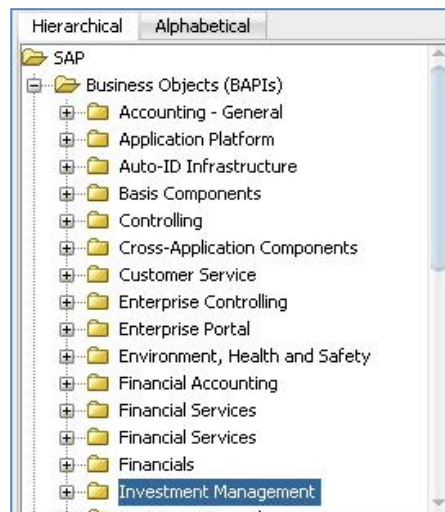 Hierarchical Alphabetical
SAP
Business Objects (BAPIs)
Accounting - General
Application Platform
Auto-ID Infrastructure
Basis Components
Controlling
Cross-Application Components
Customer Service
Enterprise Controlling
Enterprise Portal
Environment, Health and Safety
Financial Accounting
Financial Services
Financial Services
Financials
Investment Management